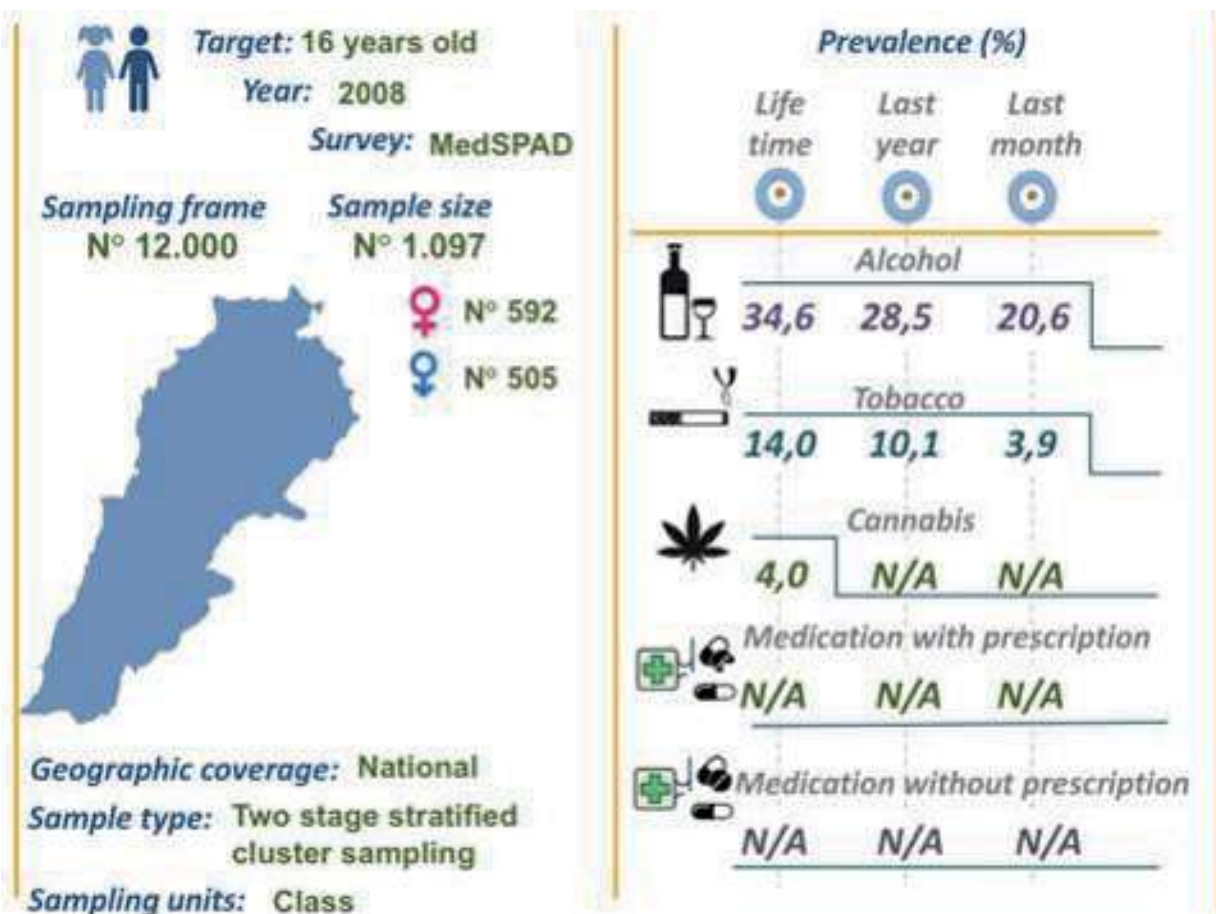 Target: 16 years old
Year: 2008
Survey: MedSPAD
Sampling frame
N° 12.000
Sample size
N° 1.097
N° 592
N° 505
Geographic coverage: National
Sample type: Two stage stratified
cluster sampling
Sampling units: Class
Prevalence (%)
Life time
Last year
Last month
Alcohol
34,6 28,5 20,6
Tobacco
14,0 10,1 3,9
Cannabis
4,0 N/A N/A
Medication with prescription
N/A N/A N/A
Medication without prescription
N/A N/A N/A